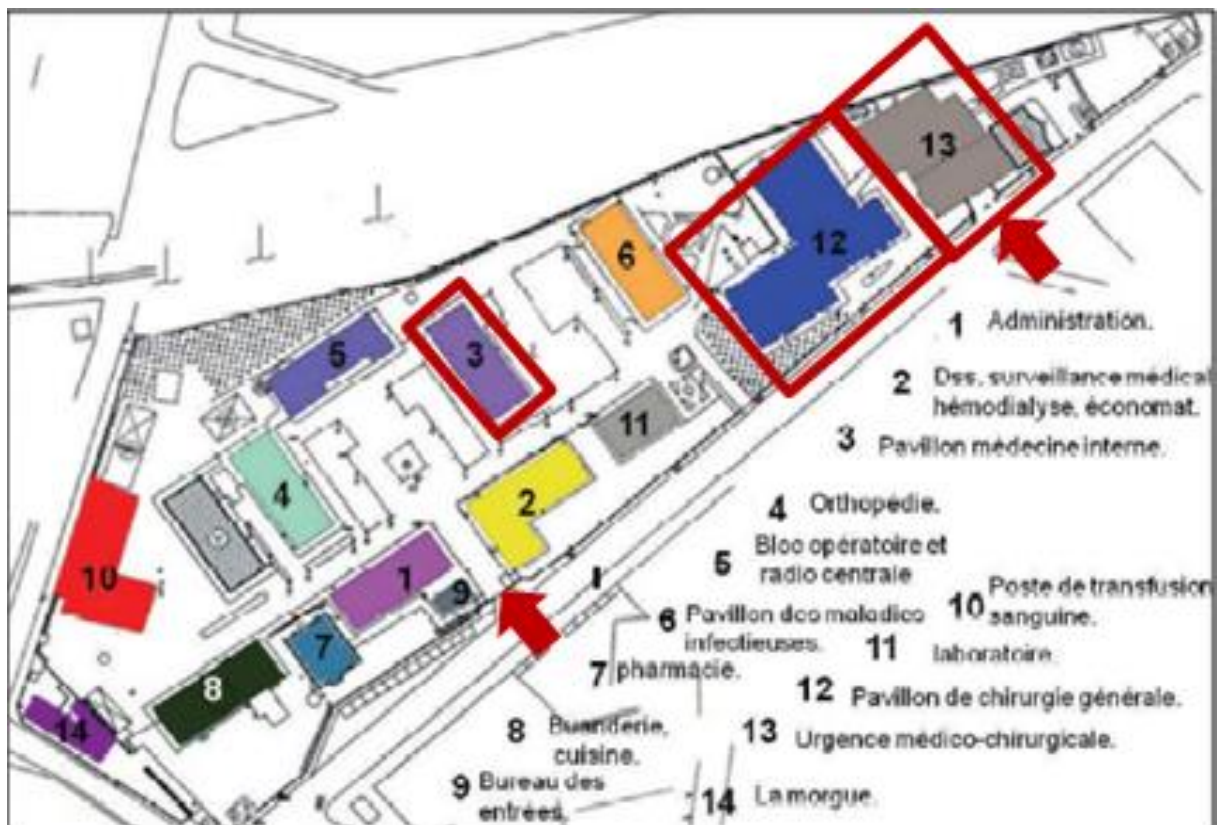 13
12
6
5
3
11
4
2.
10
1
9
7
8
14
1 Administration.
2 Dss. surveillance médical
hémodialyse, économat.
3 Pavillon médecine interne.
4 Orthopédie.
5 Bloc opératoire et
radio centrale
6 Pavillon des maladies
infectieuses.
7 pharmacie.
8 Buanderie,
cuisine.
9 Bureau des
entrées,
10 Poste de transfusion
sanguine.
11 laboratoire.
12 Pavillon de chirurgie générale.
13 Urgence médico-chirurgicale.
14 La morgue.